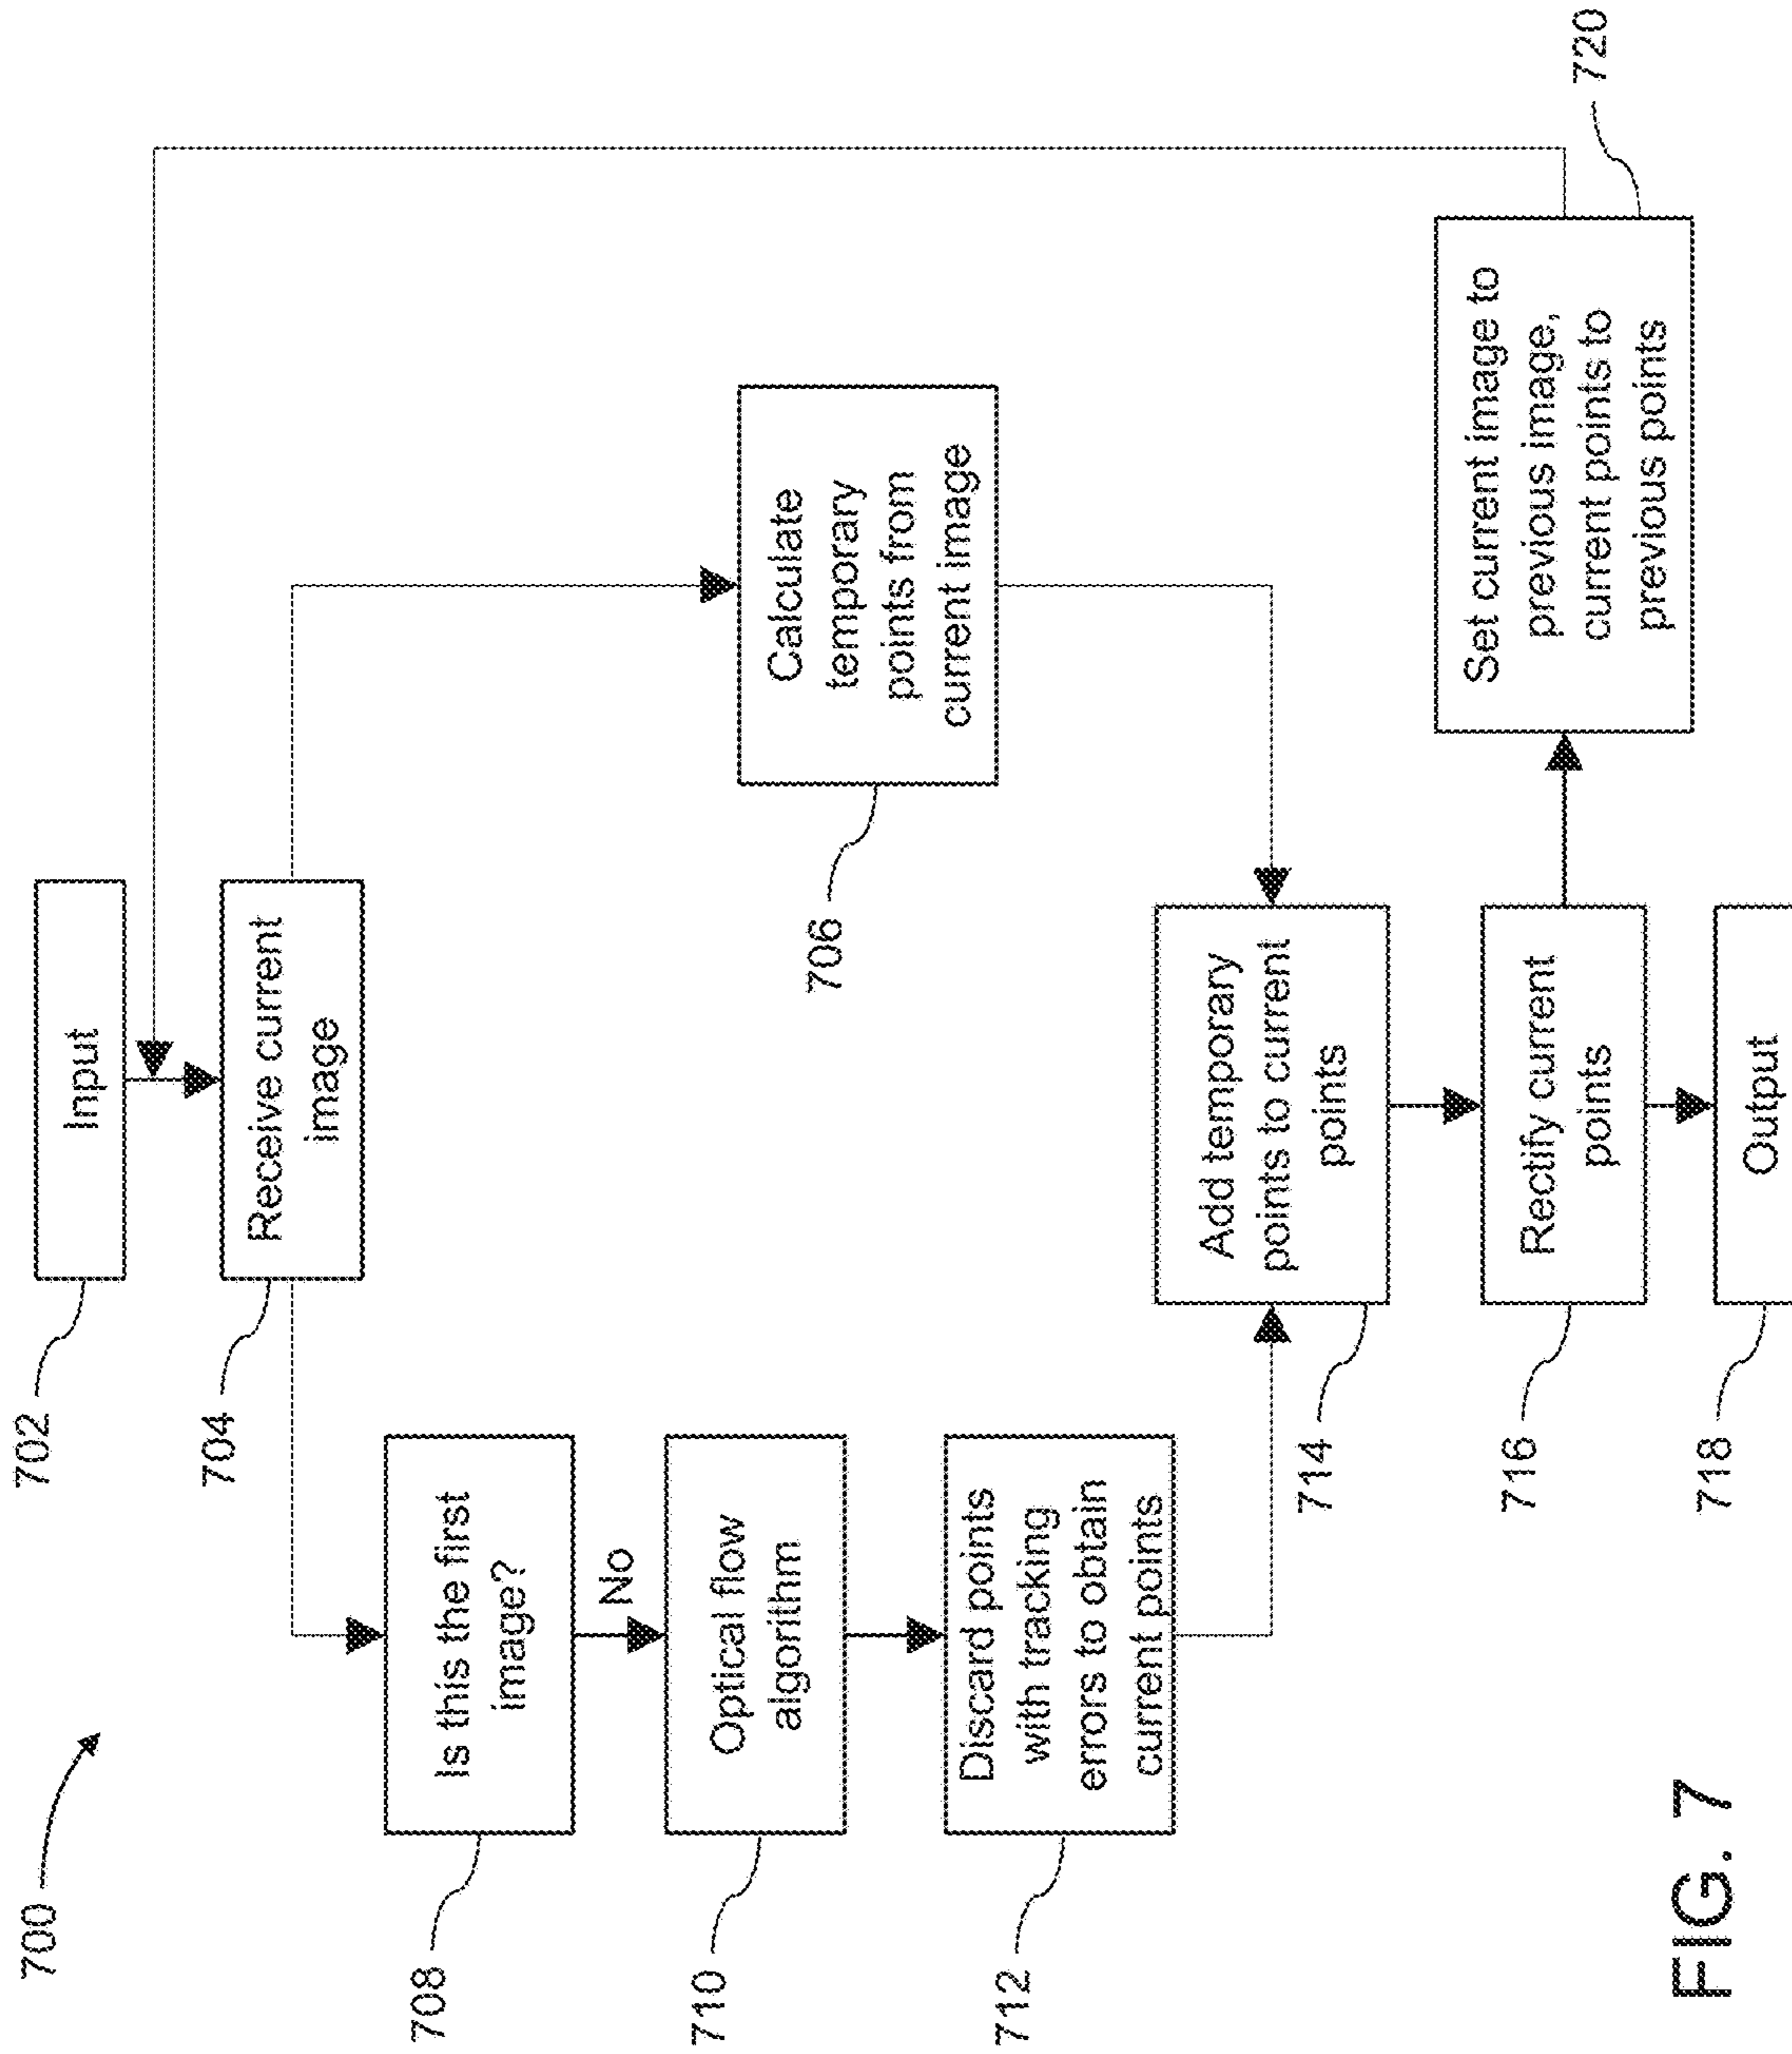 700
702
Input
704
Receive current
image
708
Is this the first
image?
No
710
Optical flow
algorithm
712
Discard points
with tracking
errors to obtain
current points
706
Calculate
temporary
points from
current image
714
Add temporary
points to current
points
716
Rectify current
points
718
Output
720
Set current image to
previous image,
current points to
previous points
FIG. 7